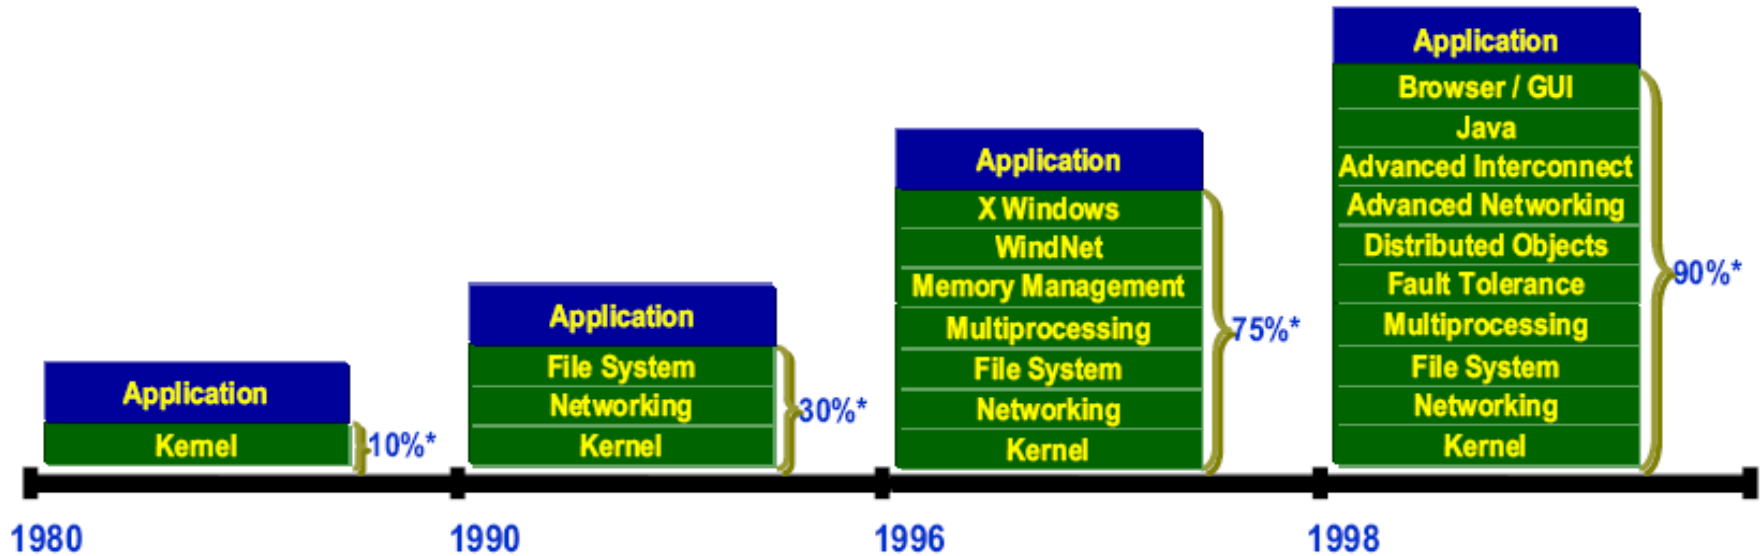 Application
Kernel
10%*
1980
Application
File System
Networking
Kernel
30%*
1990
Application
X Windows
WindNet
Memory Management
Multiprocessing
File System
Networking
Kernel
75%*
1996
Application
Browser / GUI
Java
Advanced Interconnect
Advanced Networking
Distributed Objects
Fault Tolerance
Multiprocessing
File System
Networking
Kernel
90%*
1998